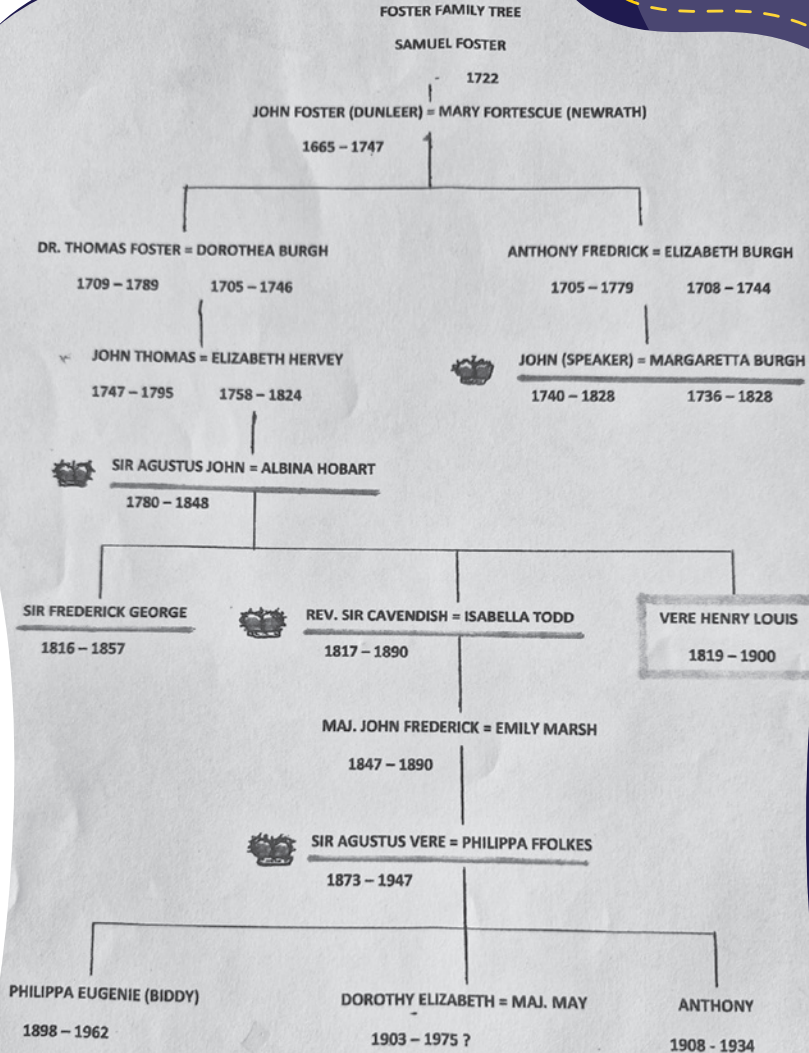 FOSTER FAMILY TREE
SAMUEL FOSTER
1722
JOHN FOSTER (DUNLEER) = MARY FORTESCUE (NEWRATH)
1665 – 1747
DR. THOMAS FOSTER = DOROTHEA BURGH
ANTHONY FREDRICK = ELIZABETH BURGH
1709 – 1789
1705 – 1746
1705 – 1779
1708 – 1744
JOHN THOMAS = ELIZABETH HERVEY
JOHN (SPEAKER) = MARGARETTA BURGH
1747 – 1795
1758 – 1824
1740 – 1828
1736 – 1828
SIR AGUSTUS JOHN = ALBINA HOBART
1780 – 1848
SIR FREDERICK GEORGE
REV. SIR CAVENDISH = ISABELLA TODD
VERE HENRY LOUIS
1816 – 1857
1817 – 1890
1819 – 1900
MAJ. JOHN FREDERICK = EMILY MARSH
1847 – 1890
SIR AGUSTUS VERE = PHILIPPA FFOLKES
1873 – 1947
PHILIPPA EUGENIE (BIDDY)
DOROTHY ELIZABETH = MAJ. MAY
ANTHONY
1898 – 1962
1903 – 1975 ?
1908 - 1934